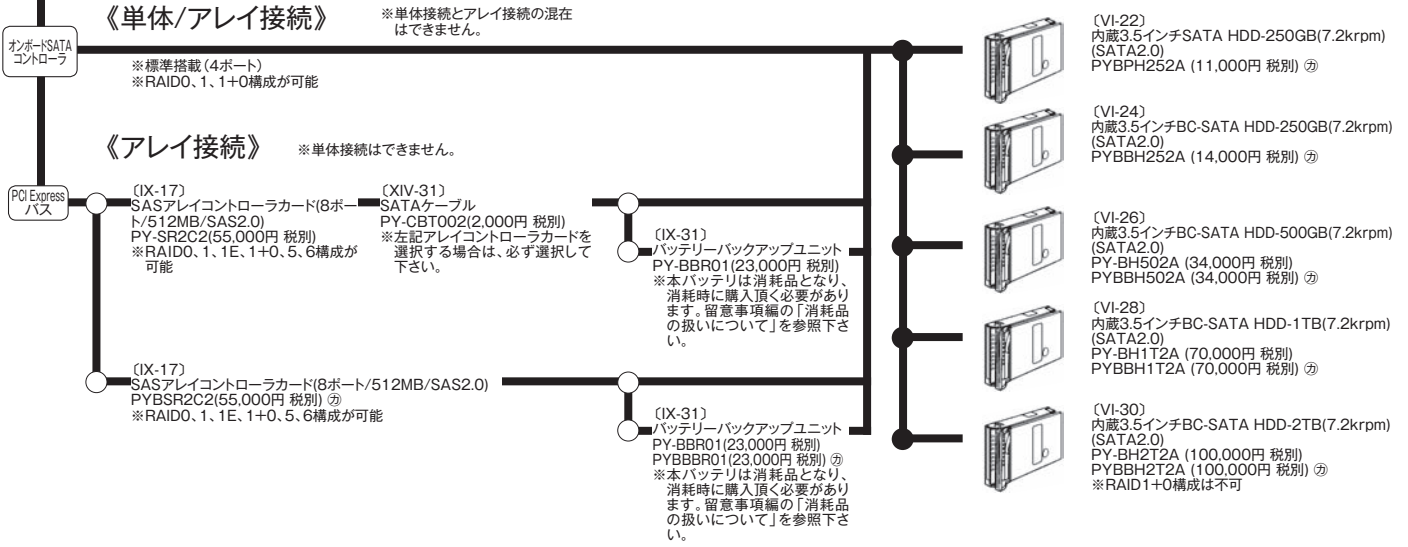 《単体/アレイ接続》
※単体接続とアレイ接続の混在
はできません。
オンボードSATA
コントローラ
※標準搭載(4ポート)
※RAID0、1、1+0構成が可能
《アレイ接続》
※単体接続はできません。
PCI Express
バス
〔IX-17〕
SASアレイコントローラカード(8ポー
ト/512MB/SAS2.0)
PY-SR2C2(55,000円 税別)
※RAID0、1、1E、1+0、5、6構成が
可能
〔XIV-31〕
SATAケーブル
PY-CBT002(2,000円 税別)
※左記アレイコントローラカードを
選択する場合は、必ず選択して
下さい。
〔IX-31〕
バッテリーバックアップユニット
PY-BBR01(23,000円 税別)
※本バッテリは消耗品となり、
消耗時に購入頂く必要があり
ます。留意事項編の「消耗品
の扱いについて」を参照下さ
い。
〔IX-17〕
SASアレイコントローラカード(8ポート/512MB/SAS2.0)
PYBSR2C2(55,000円 税別) ㋕
※RAID0、1、1E、1+0、5、6構成が可能
〔IX-31〕
バッテリーバックアップユニット
PY-BBR01(23,000円 税別)
PYBBBR01(23,000円 税別) ㋕
※本バッテリは消耗品となり、
消耗時に購入頂く必要があり
ます。留意事項編の「消耗品
の扱いについて」を参照下さ
い。
〔VI-22〕
内蔵3.5インチSATA HDD-250GB(7.2krpm)
(SATA2.0)
PYBPH252A (11,000円 税別) ㋕
〔VI-24〕
内蔵3.5インチBC-SATA HDD-250GB(7.2krpm)
(SATA2.0)
PYBBH252A (14,000円 税別) ㋕
〔VI-26〕
内蔵3.5インチBC-SATA HDD-500GB(7.2krpm)
(SATA2.0)
PY-BH502A (34,000円 税別)
PYBBH502A (34,000円 税別) ㋕
〔VI-28〕
内蔵3.5インチBC-SATA HDD-1TB(7.2krpm)
(SATA2.0)
PY-BH1T2A (70,000円 税別)
PYBBH1T2A (70,000円 税別) ㋕
〔VI-30〕
内蔵3.5インチBC-SATA HDD-2TB(7.2krpm)
(SATA2.0)
PY-BH2T2A (100,000円 税別)
PYBBH2T2A (100,000円 税別) ㋕
※RAID1+0構成は不可